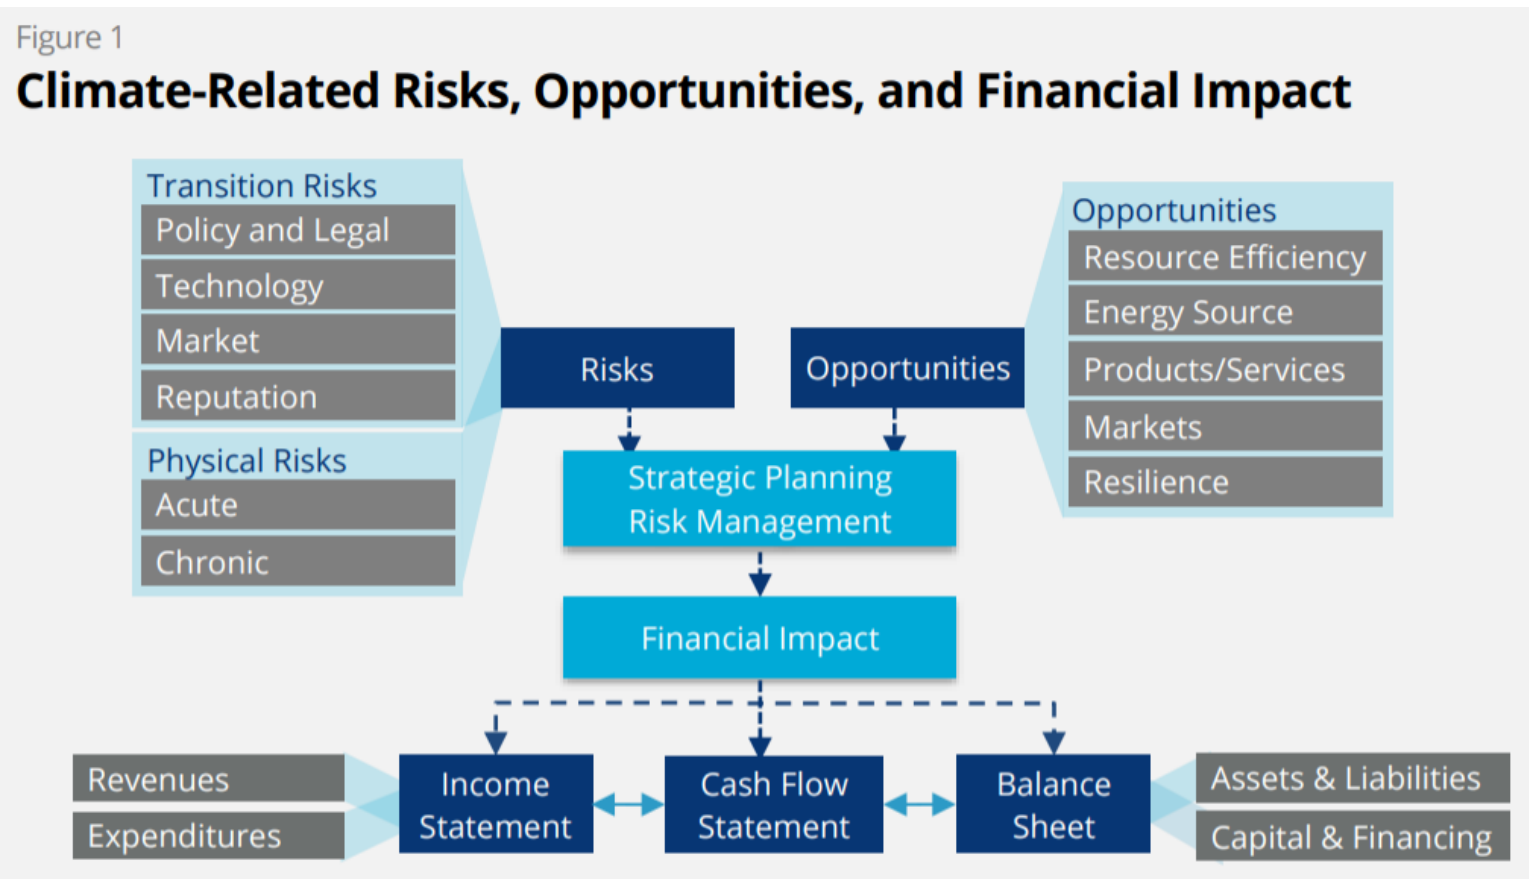 Figure 1
Climate-Related Risks, Opportunities, and Financial Impact
Transition Risks
Policy and Legal
Technology
Market
Reputation
Physical Risks
Acute
Chronic
Risks
Opportunities
Opportunities
Resource Efficiency
Energy Source
Products/Services
Markets
Resilience
Strategic Planning
Risk Management
Financial Impact
Revenues
Expenditures
Income
Statement
Cash Flow
Statement
Balance
Sheet
Assets & Liabilities
Capital & Financing